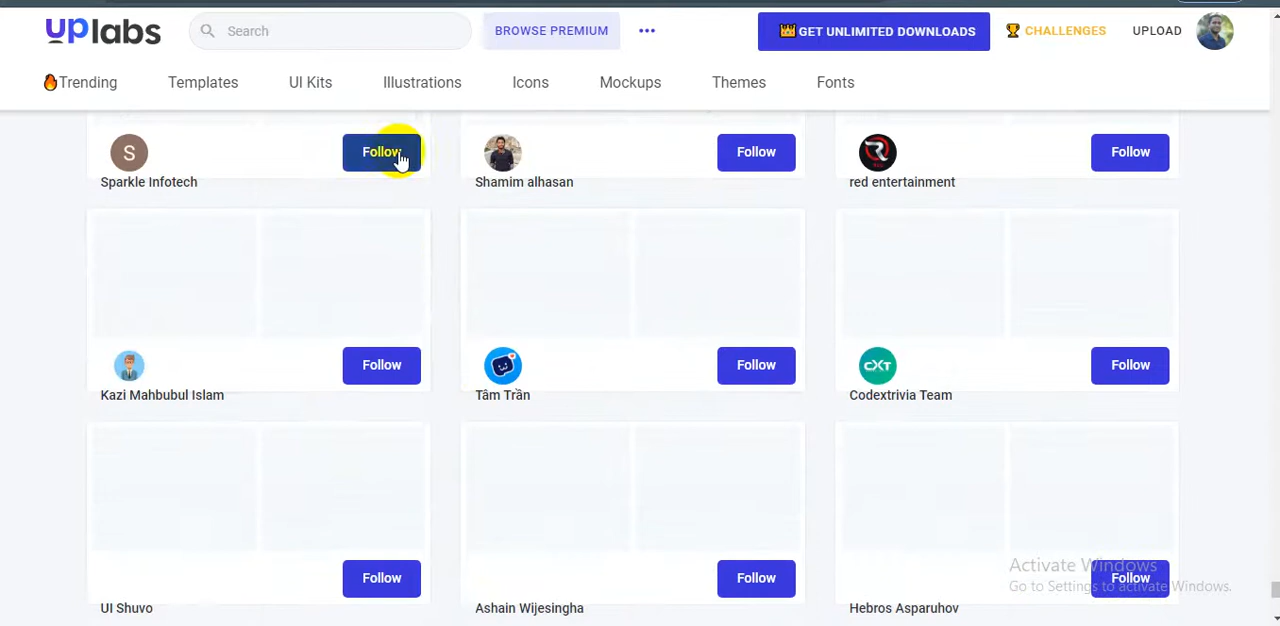 uplabs
Search
BROWSE PREMIUM
GET UNLIMITED DOWNLOADS
CHALLENGES
UPLOAD
Trending
Templates
UI Kits
Illustrations
Icons
Mockups
Themes
Fonts
S
Follow
Follow
Follow
Sparkle Infotech
Shamim alhasan
red entertainment
CXT
Follow
Follow
Follow
Kazi Mahbubul Islam
Tâm Trần
Codextrivia Team
Follow
Follow
Follow
UI Shuvo
Ashain Wijesingha
Hebros Asparuhov
Activate Windows
Go to Settings to activate Windows.